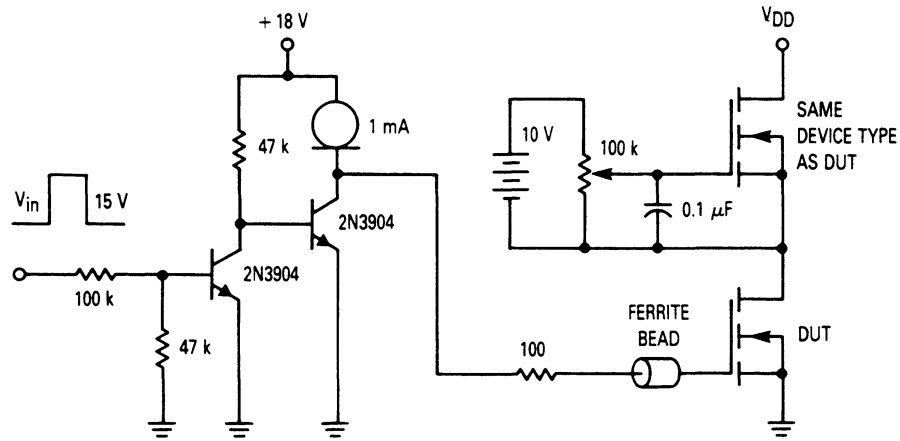 + 18 V
V_DD
47 k
1 mA
10 V
100 k
SAME
DEVICE TYPE
AS DUT
V_in
15 V
2N3904
0.1 µF
2N3904
100 k
47 k
FERRITE
BEAD
100
DUT